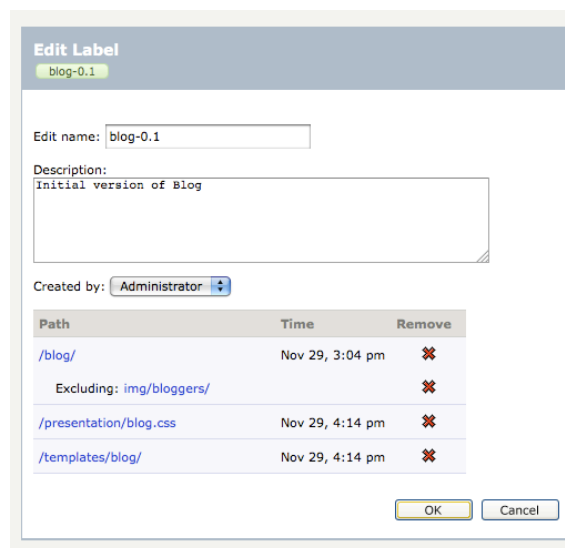 Edit Label
blog-0.1
Edit name: blog-0.1
Description:
Initial version of Blog
Created by: Administrator
Path Time Remove
/blog/ Nov 29, 3:04 pm
Excluding: img/bloggers/
/presentation/blog.css Nov 29, 4:14 pm
/templates/blog/ Nov 29, 4:14 pm
OK Cancel